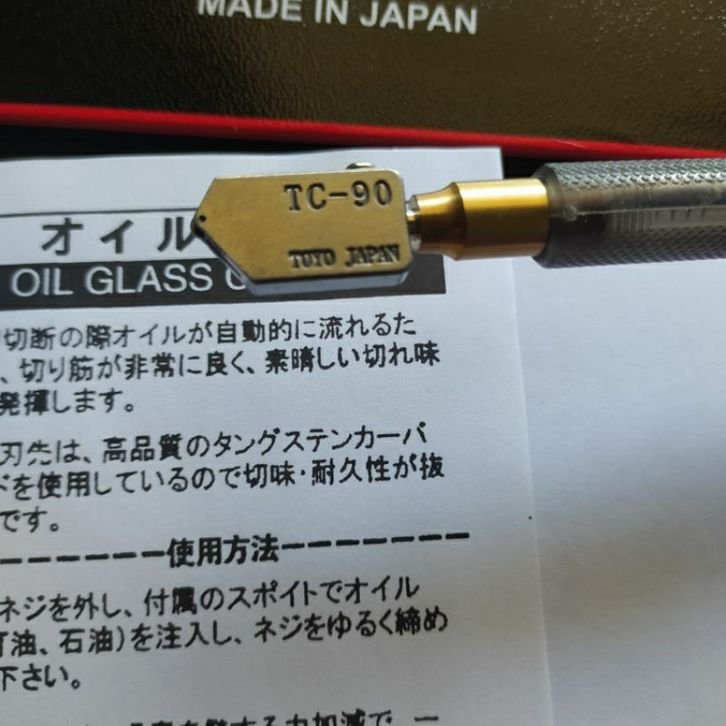 MADE IN JAPAN
TC-90
TOYO JAPAN
オイル
OIL GLASS C
切断の際オイルが自動的に流れるた
、切り筋が非常に良く、素晴しい切れ味
発揮します。
刃先は、高品質のタングステンカーバ
ドを使用しているので切味・耐久性が抜
です。
ーーーーーーー使用方法ーーーーーーーー
ネジを外し、付属のスポイトでオイル
灯油、石油)を注入し、ネジをゆるく締め
下さい。
力加減で、一